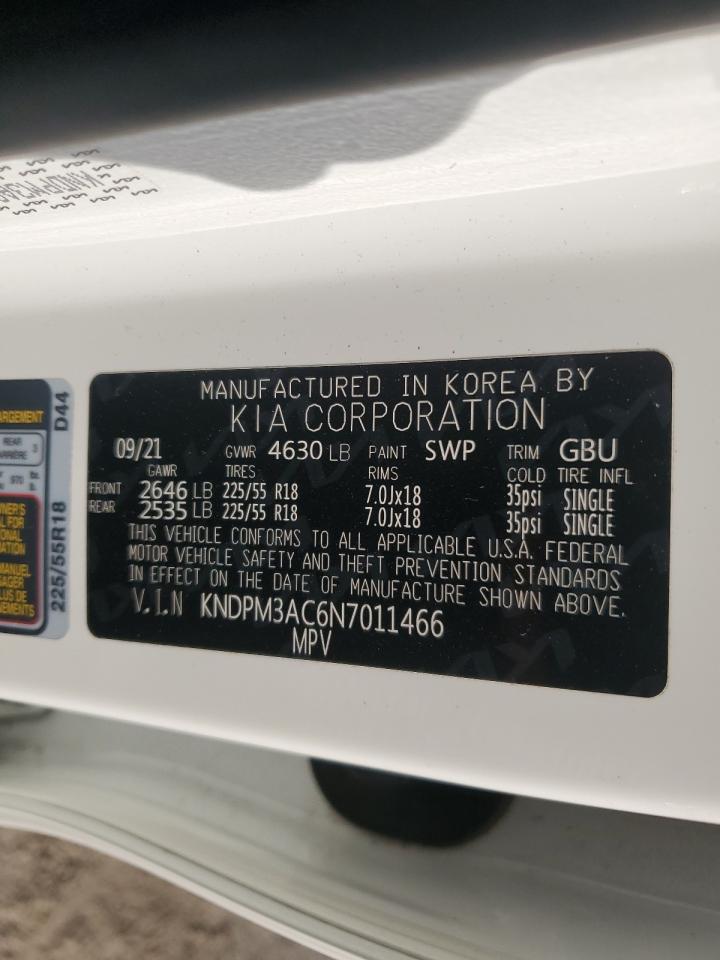 MANUFACTURED IN KOREA BY
KIA CORPORATION
09/21 GVWR 4630 LB PAINT SWP TRIM GBU
GAWR TIRES RIMS COLD TIRE INFL
FRONT 2646 LB 225/55 R18 7.0Jx18 35psi SINGLE
REAR 2535 LB 225/55 R18 7.0Jx18 35psi SINGLE
THIS VEHICLE CONFORMS TO ALL APPLICABLE U.S.A. FEDERAL
MOTOR VEHICLE SAFETY AND THEFT PREVENTION STANDARDS
IN EFFECT ON THE DATE OF MANUFACTURE SHOWN ABOVE.
V.I.N KNDPM3AC6N7011466
MPV
REAR
3
225/55R18 D44